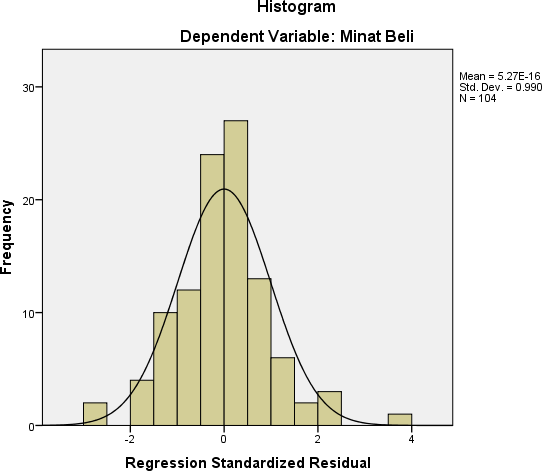 Histogram
Dependent Variable: Minat Beli
Mean = 5.27E-16
Std. Dev. = 0.990
N = 104
Frequency
30
20
10
0
-2
0
2
4
Regression Standardized Residual